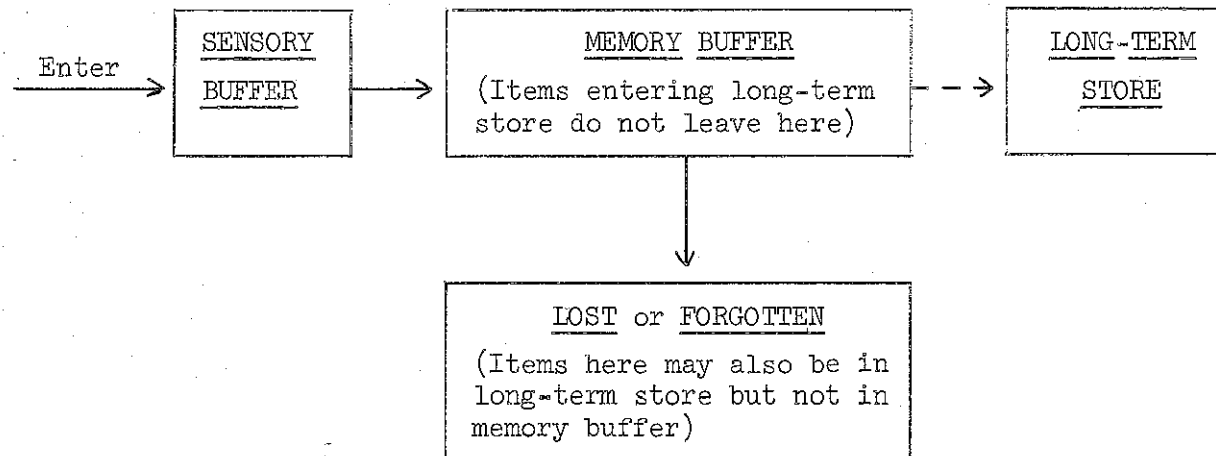 Enter
SENSORY
BUFFER
MEMORY BUFFER
(Items entering long-term
store do not leave here)
LONG-TERM
STORE
LOST or FORGOTTEN
(Items here may also be in
long-term store but not in
memory buffer)